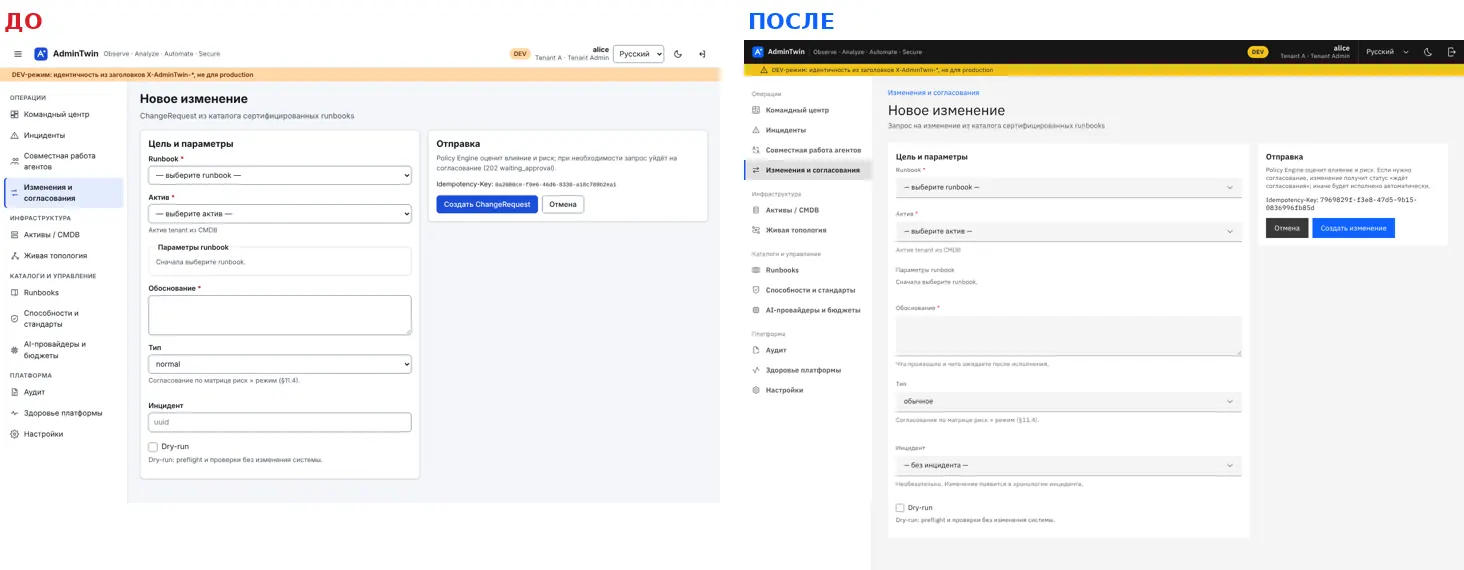 ДО
AdminTwin Observe · Analyze · Automate · Secure
DEV
alice
Tenant A · Tenant Admin
Русский
DEV-режим: идентичность из заголовков X-AdminTwin-*, не для production
ОПЕРАЦИИ
Командный центр
Инциденты
Совместная работа
агентов
Изменения и
согласования
ИНФРАСТРУКТУРА
Активы / CMDB
Живая топология
КАТАЛОГИ И УПРАВЛЕНИЕ
Runbooks
Способности и
стандарты
AI-провайдеры и
бюджеты
ПЛАТФОРМА
Аудит
Здоровье платформы
Настройки
Новое изменение
ChangeRequest из каталога сертифицированных runbooks
Цель и параметры
Runbook *
— выберите runbook —
Актив *
— выберите актив —
Актив tenant из CMDB
Параметры runbook
Сначала выберите runbook.
Обоснование *
Тип
normal
Согласование по матрице риск × режим (§11.4).
Инцидент
uuid
Dry-run
Dry-run: preflight и проверки без изменения системы.
Отправка
Policy Engine оценит влияние и риск; при необходимости запрос уйдёт на
согласование (202 waiting_approval).
Idempotency-Key:
Создать ChangeRequest
Отмена
ПОСЛЕ
AdminTwin Observe · Analyze · Automate · Secure
DEV
alice
Tenant A · Tenant Admin
Русский
DEV-режим: идентичность из заголовков X-AdminTwin-*, не для production
Операции
Командный центр
Инциденты
Совместная работа агентов
Изменения и согласования
Инфраструктура
Активы / CMDB
Живая топология
Каталоги и управление
Runbooks
Способности и стандарты
AI-провайдеры и бюджеты
Платформа
Аудит
Здоровье платформы
Настройки
Изменения и согласования
Новое изменение
Запрос на изменение из каталога сертифицированных runbooks
Цель и параметры
Runbook *
— выберите runbook —
Актив *
— выберите актив —
Актив tenant из CMDB
Параметры runbook
Сначала выберите runbook.
Обоснование *
Что произошло и чего ожидаете после исполнения.
Тип
обычное
Согласование по матрице риск × режим (§11.4).
Инцидент
— без инцидента —
Необязательно. Изменение появится в хронологии инцидента.
Dry-run
Dry-run: preflight и проверки без изменения системы.
Отправка
Policy Engine оценит влияние и риск. Если нужно
согласование, изменение получит статус «ждёт
согласования»; иначе будет исполнено автоматически.
Idempotency-Key: 7969829f-f3e8-47d5-9b15-
0836996fb85d
Отмена
Создать изменение